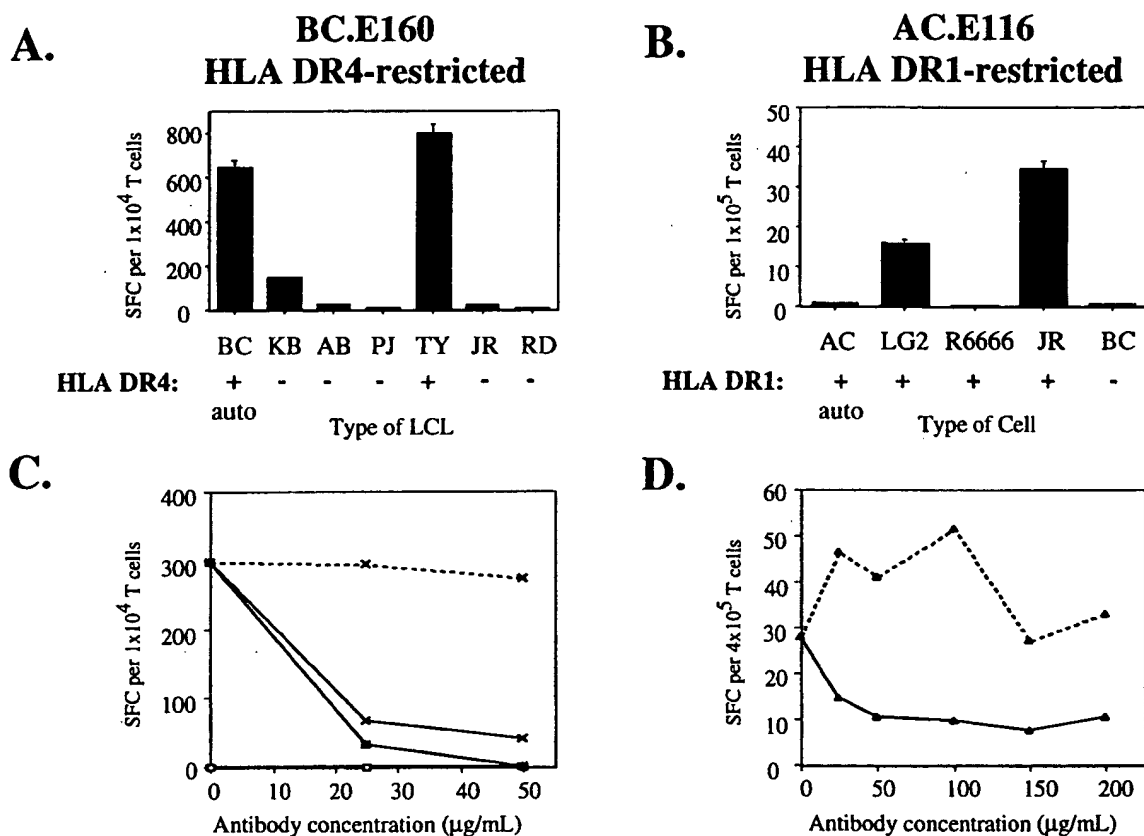 A.
BC.E160
HLA DR4-restricted
SFC per 1x10⁴ T cells
800
600
400
200
0
BC KB AB PJ TY JR RD
HLA DR4: + - - - + - -
auto
Type of LCL
B.
AC.E116
HLA DR1-restricted
SFC per 1x10⁵ T cells
50
40
30
20
10
0
AC LG2 R6666 JR BC
HLA DR1: + + + + -
auto
Type of Cell
C.
SFC per 1x10⁴ T cells
400
300
200
100
0
0 10 20 30 40 50
Antibody concentration (µg/mL)
D.
SFC per 4x10⁵ T cells
60
50
40
30
20
10
0
0 50 100 150 200
Antibody concentration (µg/mL)